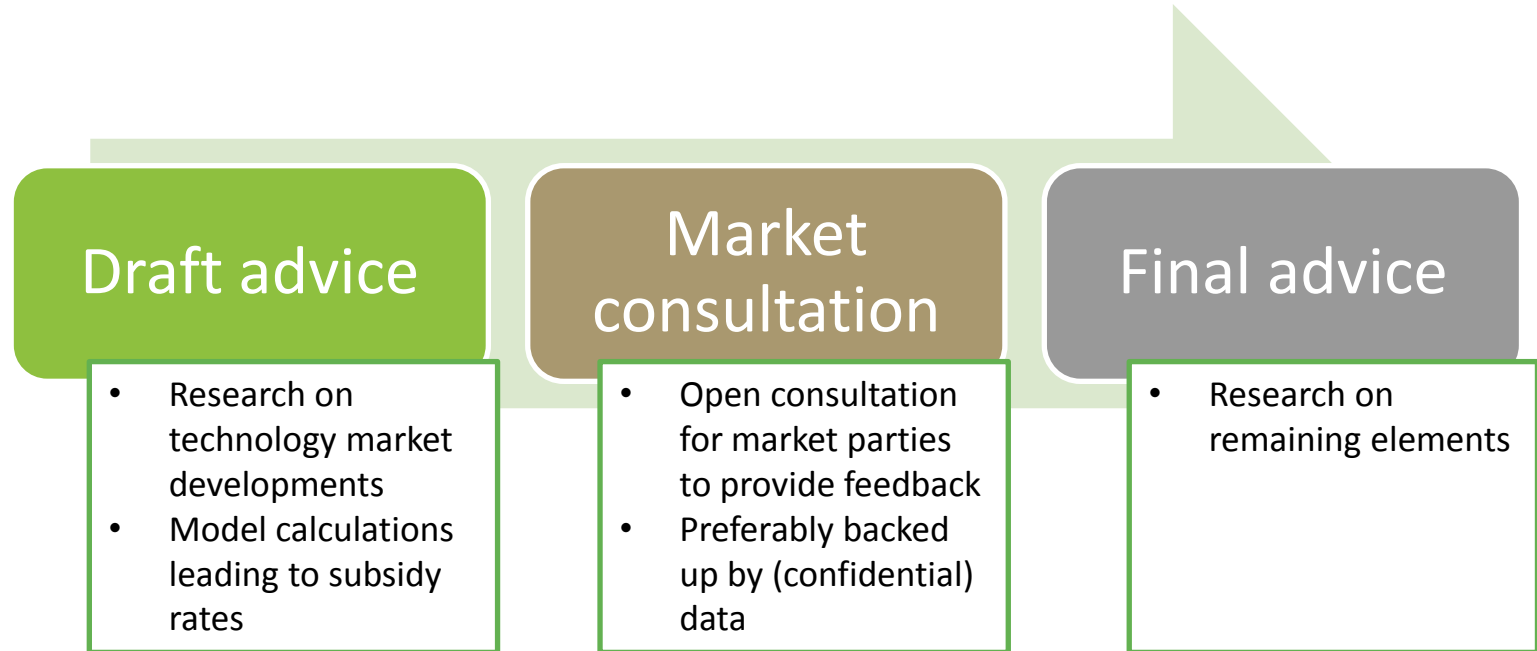 Draft advice
• Research on
technology market
developments
• Model calculations
leading to subsidy
rates
Market
consultation
• Open consultation
for market parties
to provide feedback
• Preferably backed
up by (confidential)
data
Final advice
• Research on
remaining elements